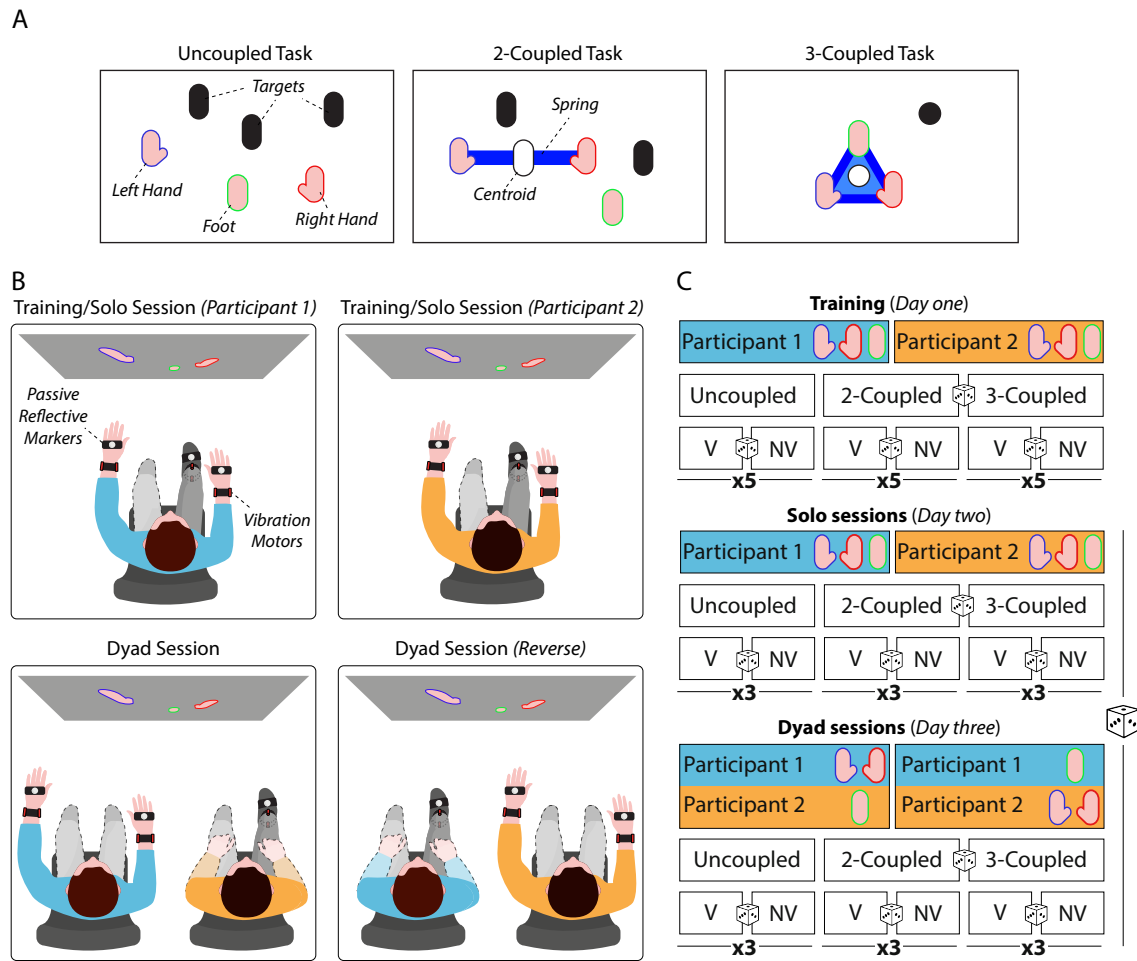 A
Uncoupled Task
2-Coupled Task
3-Coupled Task
Targets
Left Hand
Foot
Right Hand
Spring
Centroid
B
Training/Solo Session (Participant 1)
Training/Solo Session (Participant 2)
Passive
Reflective
Markers
Vibration
Motors
Dyad Session
Dyad Session (Reverse)
C
Training (Day one)
Participant 1
Participant 2
Uncoupled
2-Coupled
3-Coupled
V
NV
V
NV
V
NV
x5
x5
x5
Solo sessions (Day two)
Participant 1
Participant 2
Uncoupled
2-Coupled
3-Coupled
V
NV
V
NV
V
NV
x3
x3
x3
Dyad sessions (Day three)
Participant 1
Participant 1
Participant 2
Participant 2
Uncoupled
2-Coupled
3-Coupled
V
NV
V
NV
V
NV
x3
x3
x3